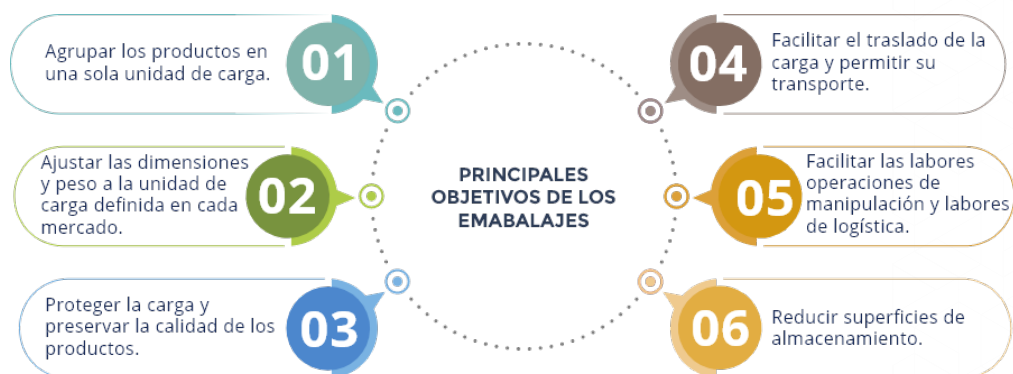 01
Agrupar los productos en
una sola unidad de carga.
02
Ajustar las dimensiones
y peso a la unidad de
carga definida en cada
mercado.
03
Proteger la carga y
preservar la calidad de los
productos.
PRINCIPALES
OBJETIVOS DE LOS
EMABALAJES
04
Facilitar el traslado de la
carga y permitir su
transporte.
05
Facilitar las labores
operaciones de
manipulación y labores
de logística.
06
Reducir superficies de
almacenamiento.